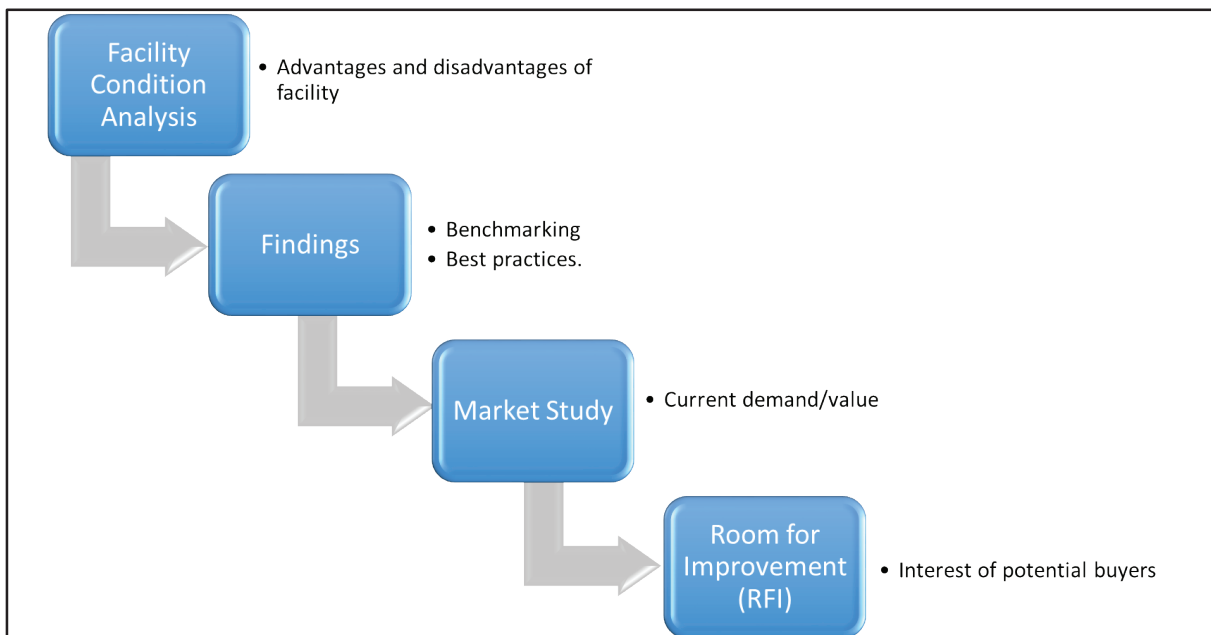 Facility
Condition
Analysis
• Advantages and disadvantages of
facility
Findings
• Benchmarking
• Best practices.
Market Study
• Current demand/value
Room for
Improvement
(RFI)
• Interest of potential buyers